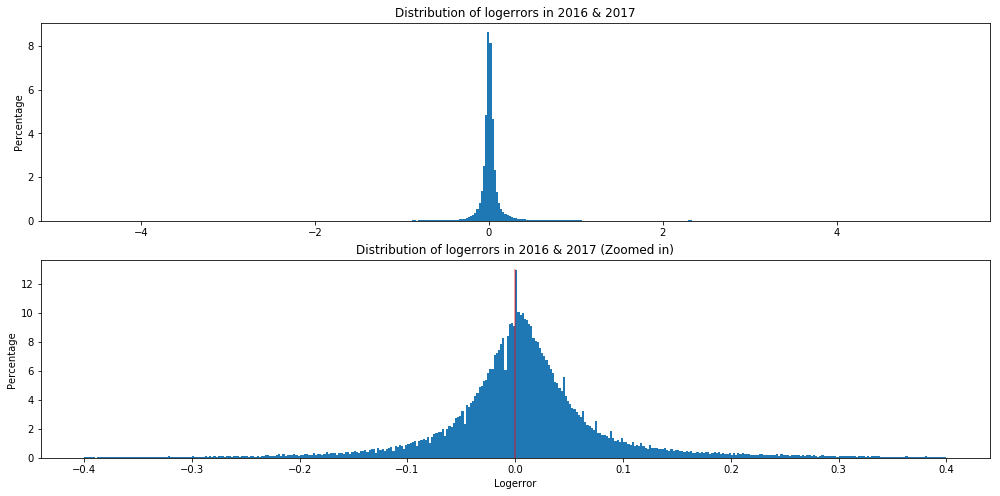 Distribution of logerrors in 2016 & 2017
Percentage
8
6
4
2
0
−4 −2 0 2 4
Distribution of logerrors in 2016 & 2017 (Zoomed in)
Percentage
12
10
8
6
4
2
0
−0.4 −0.3 −0.2 −0.1 0.0 0.1 0.2 0.3 0.4
Logerror